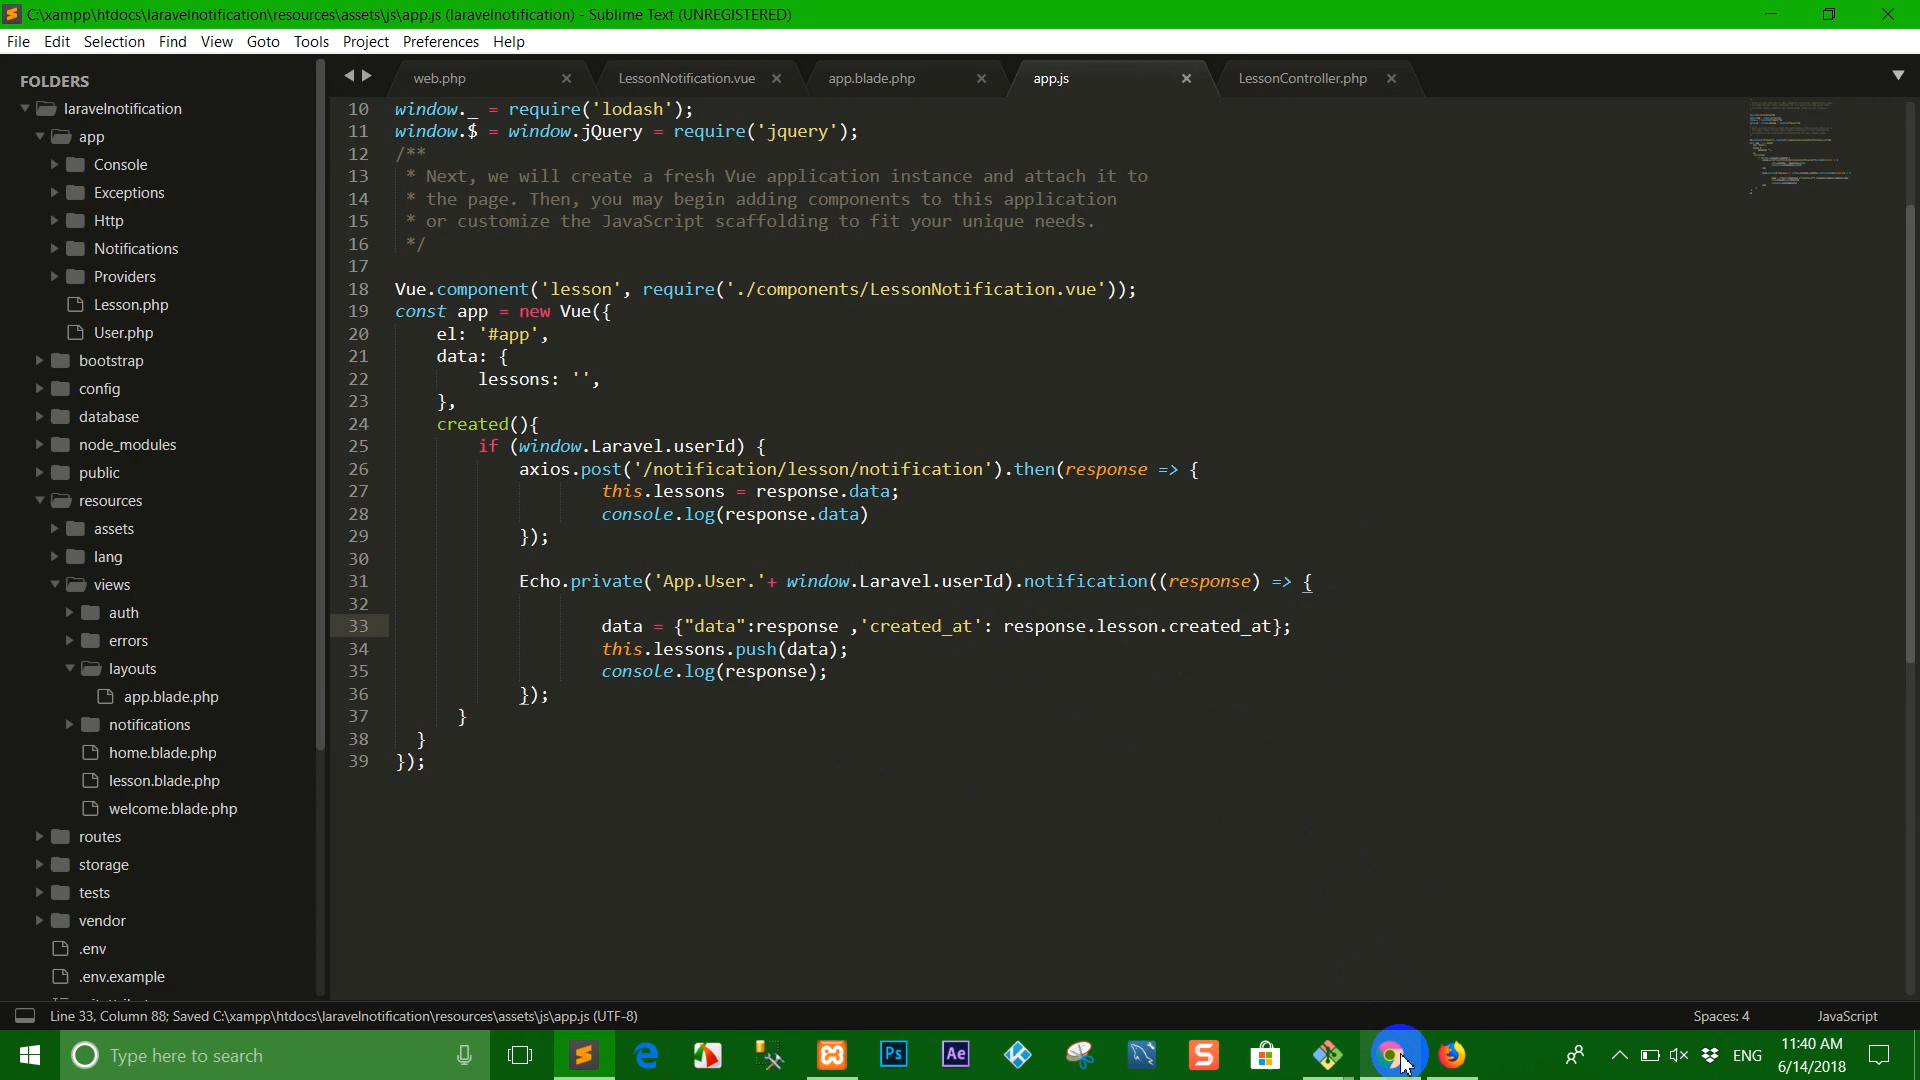 C:\xampp\htdocs\laravelnotification\resources\assets\js\app.js (laravelnotification) - Sublime Text (UNREGISTERED)
File Edit Selection Find View Goto Tools Project Preferences Help
FOLDERS
laravelnotification
app
Console
Exceptions
Http
Notifications
Providers
Lesson.php
User.php
bootstrap
config
database
node_modules
public
resources
assets
lang
views
auth
errors
layouts
app.blade.php
notifications
home.blade.php
lesson.blade.php
welcome.blade.php
routes
storage
tests
vendor
.env
.env.example
web.php LessonNotification.vue app.blade.php app.js LessonController.php
10 window._ = require('lodash');
11 window.$ = window.jQuery = require('jquery');
12 /**
13 * Next, we will create a fresh Vue application instance and attach it to
14 * the page. Then, you may begin adding components to this application
15 * or customize the JavaScript scaffolding to fit your unique needs.
16 */
17
18 Vue.component('lesson', require('./components/LessonNotification.vue'));
19 const app = new Vue({
20 el: '#app',
21 data: {
22 lessons: '',
23 },
24 created(){
25 if (window.Laravel.userId) {
26 axios.post('/notification/lesson/notification').then(response => {
27 this.lessons = response.data;
28 console.log(response.data)
29 });
30
31 Echo.private('App.User.'+ window.Laravel.userId).notification((response) => {
32
33 data = {"data":response ,'created_at': response.lesson.created_at};
34 this.lessons.push(data);
35 console.log(response);
36 });
37 }
38 }
39 });
Line 33, Column 88; Saved C:\xampp\htdocs\laravelnotification\resources\assets\js\app.js (UTF-8) Spaces: 4 JavaScript
Type here to search
Ps
Ae
ENG
11:40 AM
6/14/2018